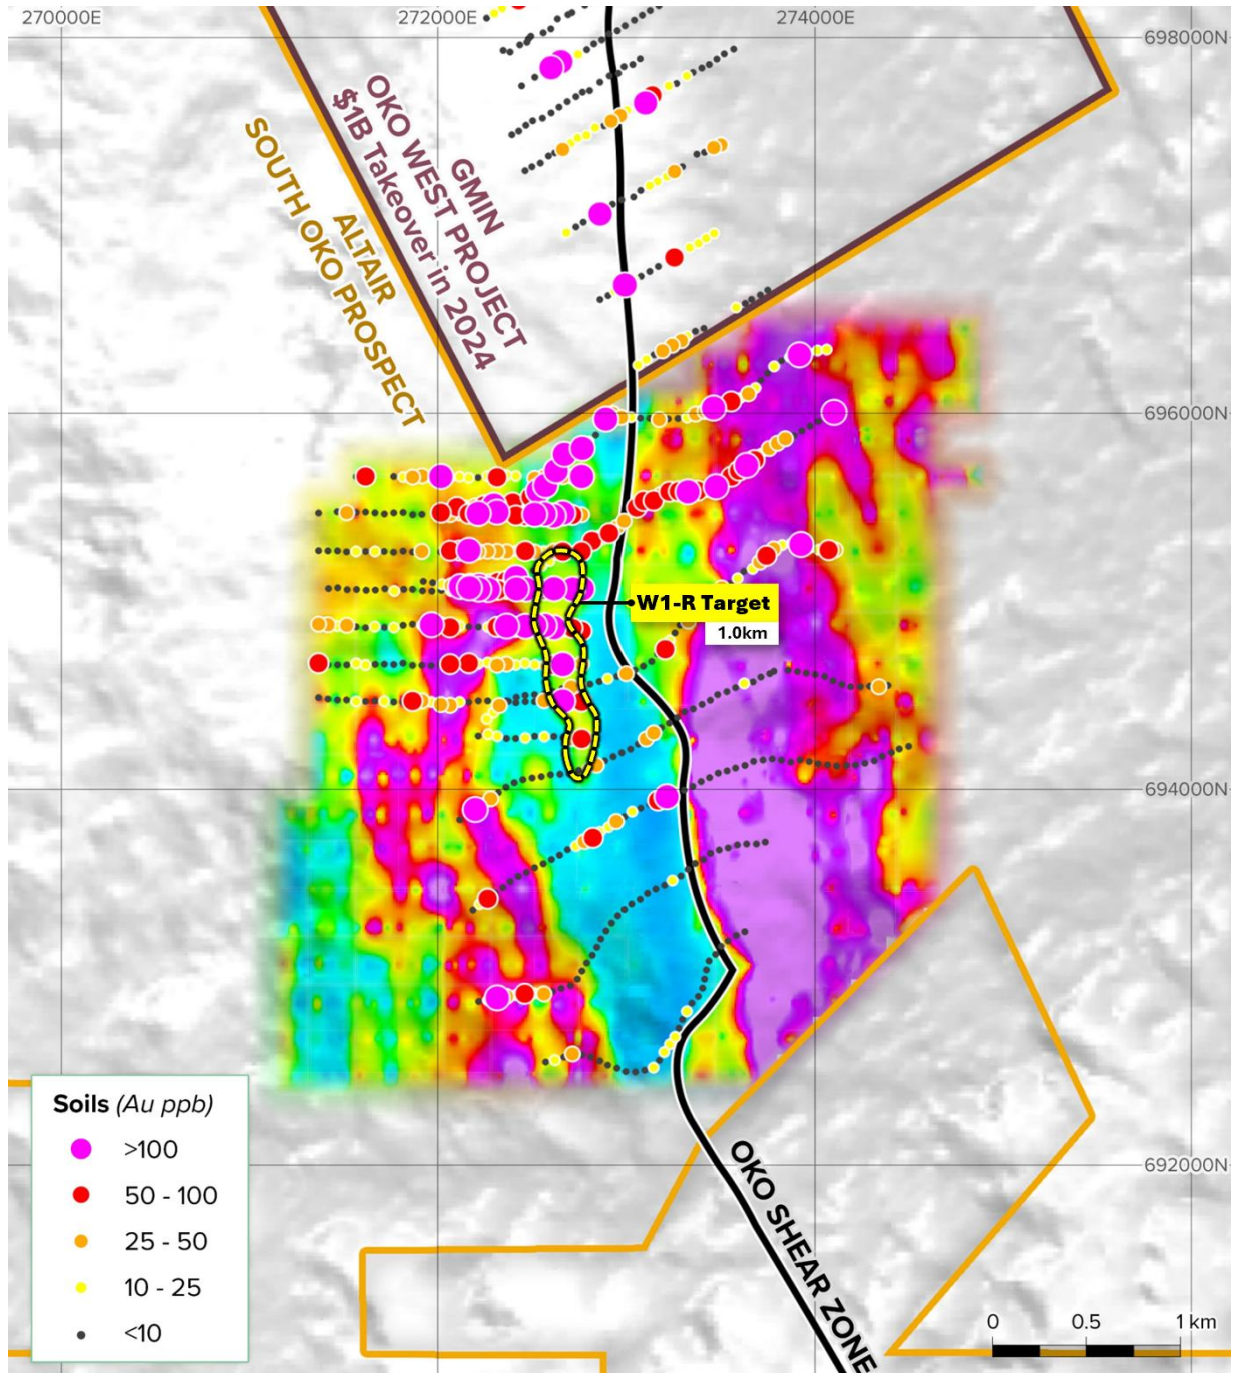 270000E
272000E
274000E
698000N
GMIN
OKO WEST PROJECT
$1B Takeover in 2024
ALTAIR
SOUTH OKO PROSPECT
696000N
W1-R Target
1.0km
694000N
Soils (Au ppb)
>100
50 - 100
25 - 50
10 - 25
<10
692000N
OKO SHEAR ZONE
0 0.5 1 km